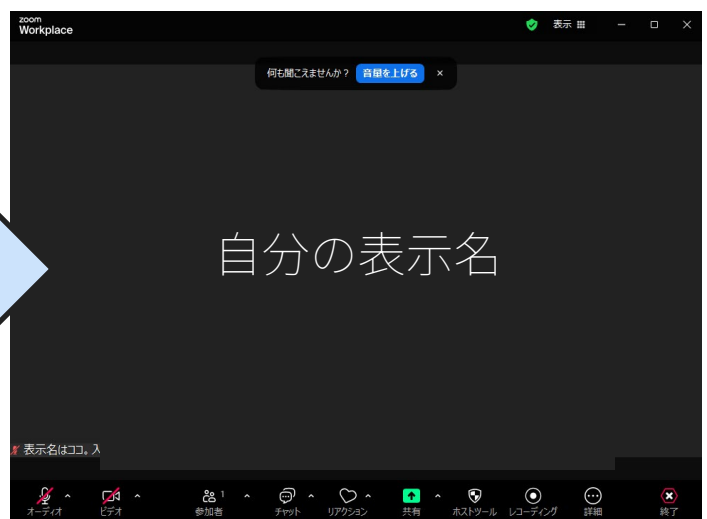 zoom
Workplace
表示
何も聞こえませんか？ 音量を上げる ×
自分の表示名
表示名はココ。入
1
オーディオ ビデオ 参加者 チャット リアクション 共有 ホストツール レコーディング 詳細 終了